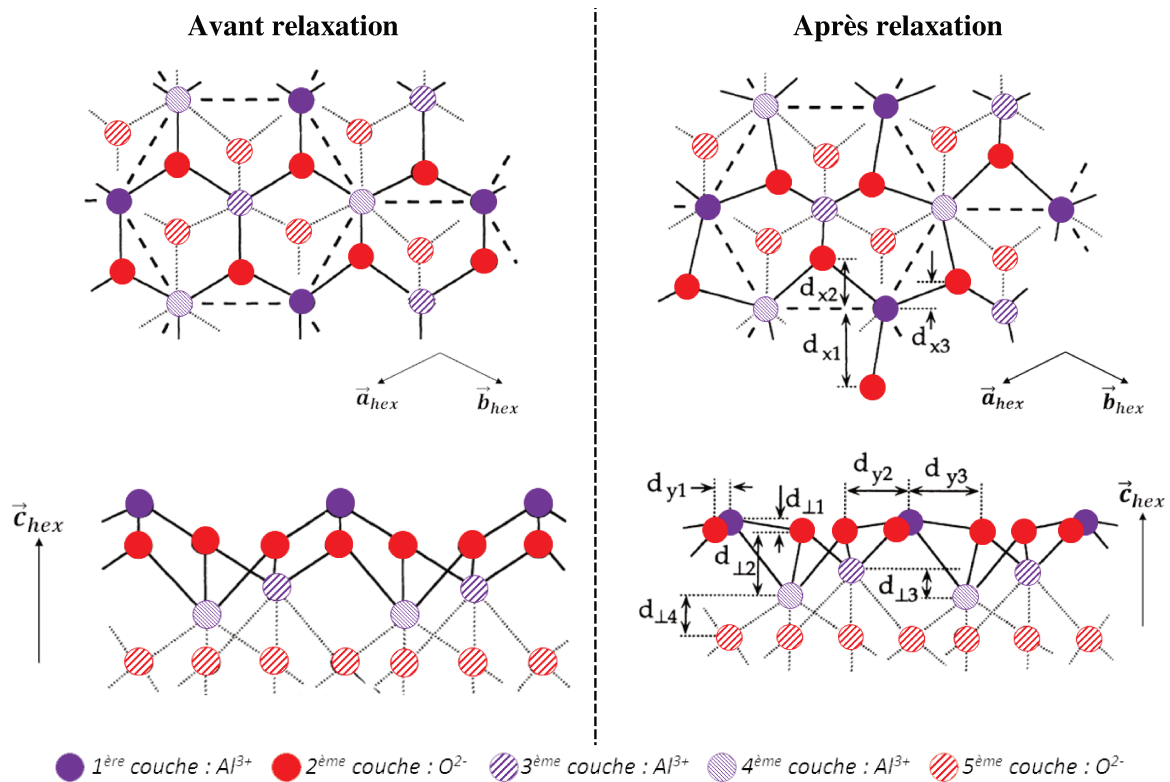 Avant relaxation
Après relaxation
d x2
d x3
d x1
a⃗ hex
b⃗ hex
a⃗ hex
b⃗ hex
c⃗ hex
d y1
d y2
d y3
d ⊥1
d ⊥2
d ⊥3
d ⊥4
c⃗ hex
1ère couche : Al3+
2ème couche : O2-
3ème couche : Al3+
4ème couche : Al3+
5ème couche : O2-